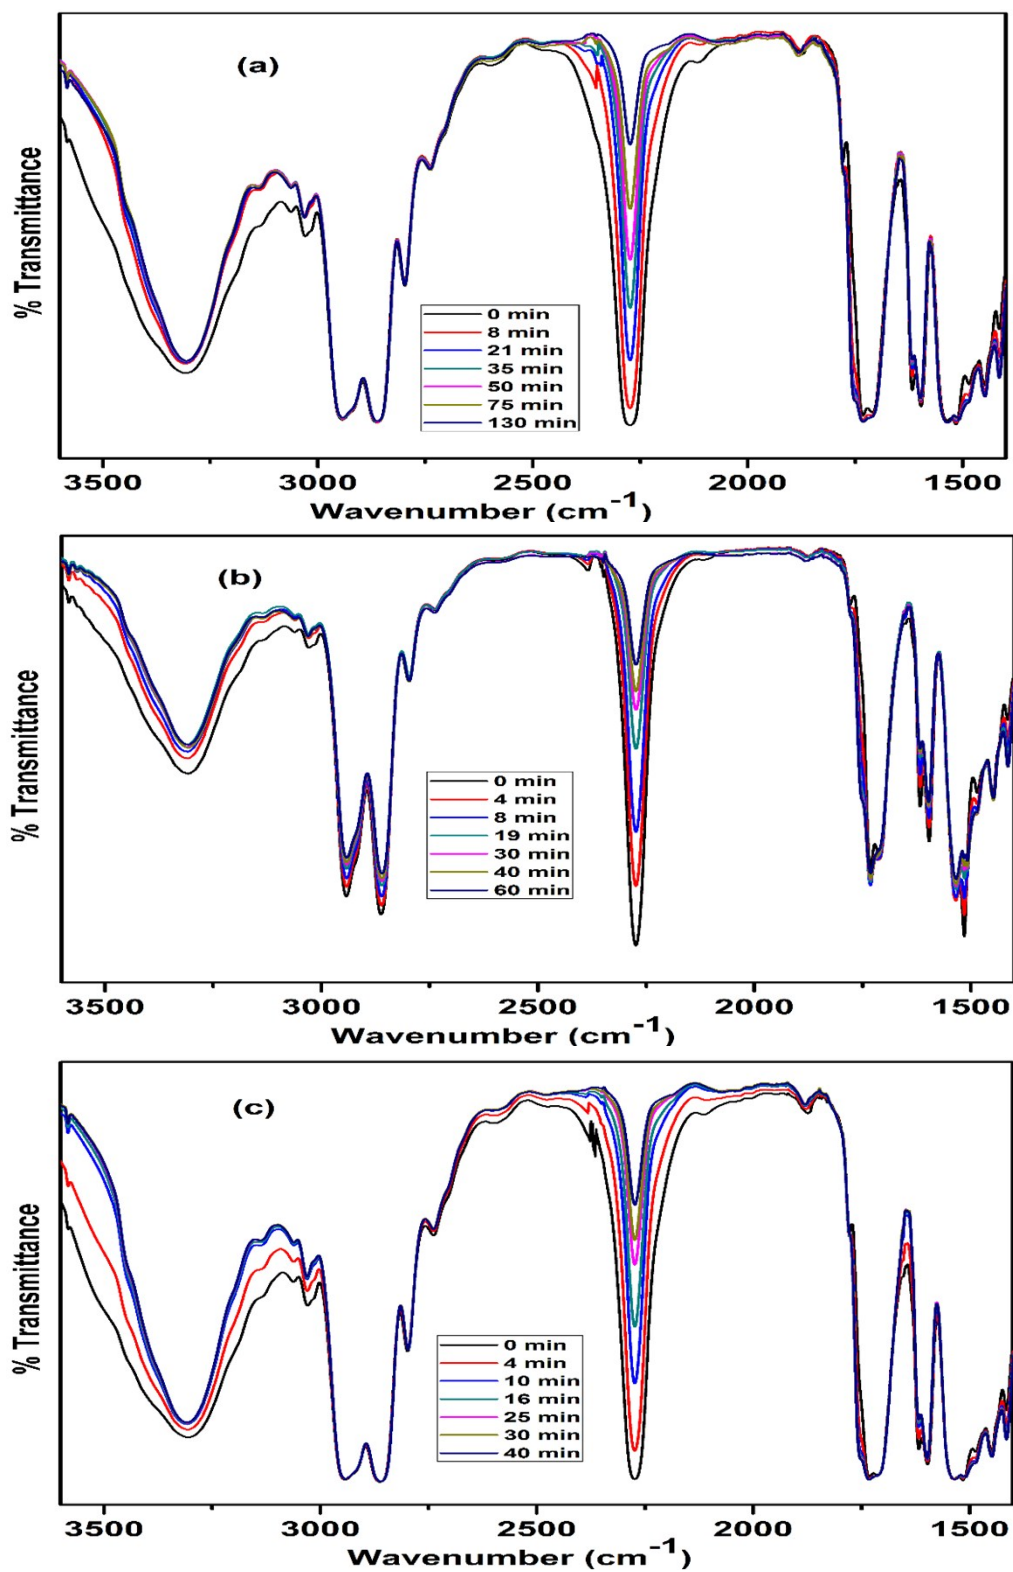 (a)
% Transmittance
0 min
8 min
21 min
35 min
50 min
75 min
130 min
3500 3000 2500 2000 1500
Wavenumber (cm-1)
(b)
% Transmittance
0 min
4 min
8 min
19 min
30 min
40 min
60 min
3500 3000 2500 2000 1500
Wavenumber (cm-1)
(c)
% Transmittance
0 min
4 min
10 min
16 min
25 min
30 min
40 min
3500 3000 2500 2000 1500
Wavenumber (cm-1)